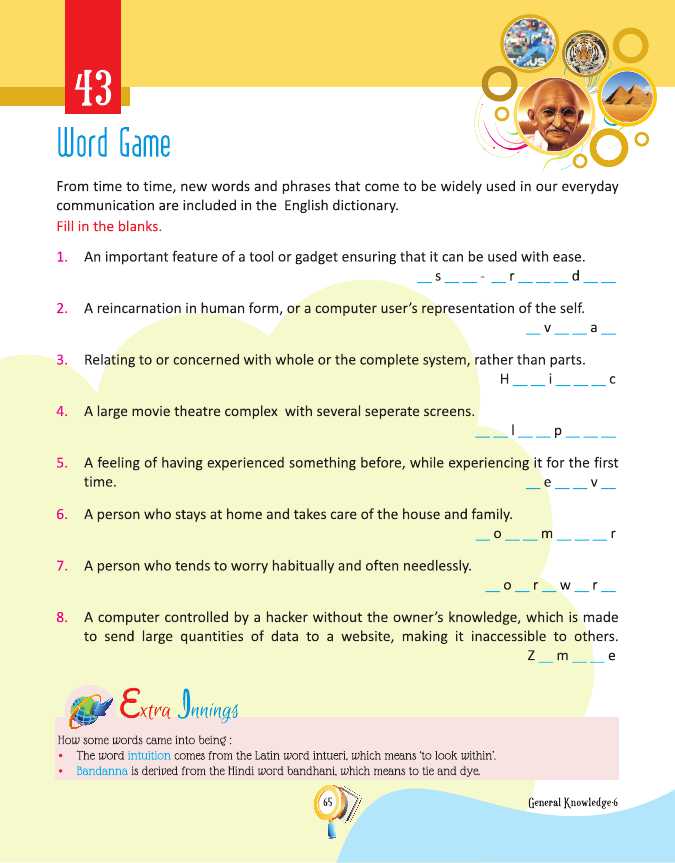 43
Word Game
From time to time, new words and phrases that come to be widely used in our everyday
communication are included in the English dictionary.
Fill in the blanks.
1. An important feature of a tool or gadget ensuring that it can be used with ease.
__ s __ __ - __ r __ __ __ d __ __
2. A reincarnation in human form, or a computer user's representation of the self.
__ v __ __ a __
3. Relating to or concerned with whole or the complete system, rather than parts.
H __ __ i __ __ __ c
4. A large movie theatre complex with several seperate screens.
__ __ l __ __ p __ __ __
5. A feeling of having experienced something before, while experiencing it for the first
time. __ e __ __ v __
6. A person who stays at home and takes care of the house and family.
__ o __ __ m __ __ __ r
7. A person who tends to worry habitually and often needlessly.
__ o __ r __ w __ r __
8. A computer controlled by a hacker without the owner's knowledge, which is made
to send large quantities of data to a website, making it inaccessible to others.
Z __ m __ __ e
Extra Innings
How some words came into being :
• The word intuition comes from the Latin word intueri, which means 'to look within'.
• Bandanna is derived from the Hindi word bandhani, which means to tie and dye.
65
General Knowledge-6